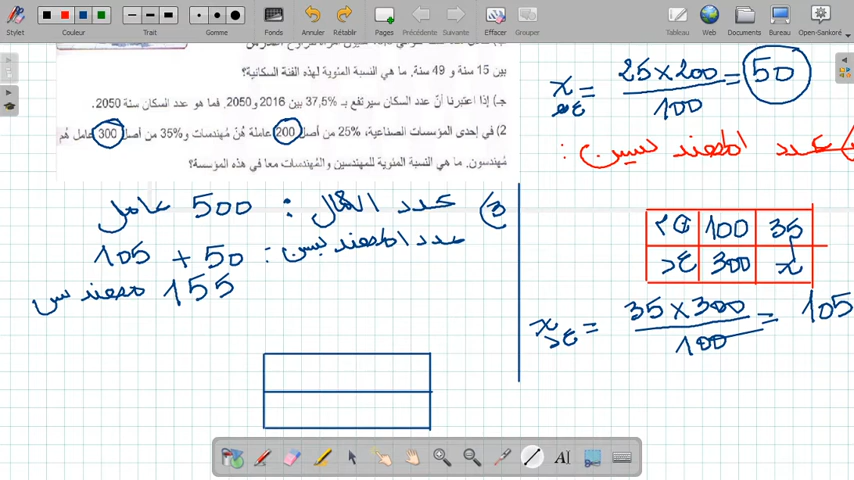 Stylet
Couleur
Trait
Marqueur
Fonds
Annuler
Rétablir
Pages
Effacer
Grouper
Tableau
Web
Documents
Bureau
Open-Sankoré
بين 15 سنة و 49 سنة. ما هي النسبة المئوية لهذه الفئة السكانية؟
جـ) إذا اعتبرنا أنّ عدد السكان سيرتفع بـ 37,5% بين 2016 و2050، فما هو عدد السكان سنة 2050.
2) في إحدى المؤسسات الصناعية، 25% من أصل 200 عاملة هُنّ مُهندسات و35% من أصل 300 عامل هُم
مُهندسون. ما هي النسبة المئوية للمهندسين والمُهندسات معا في هذه المؤسسة؟
x = 25 × 200 / 100 = 50
عدد المهندسين :
100 35
300 x
x = 35 × 300 / 100 = 105
3) عدد العمال : 500 عامل
عدد المهندسين : 50 + 105
155 مهندس